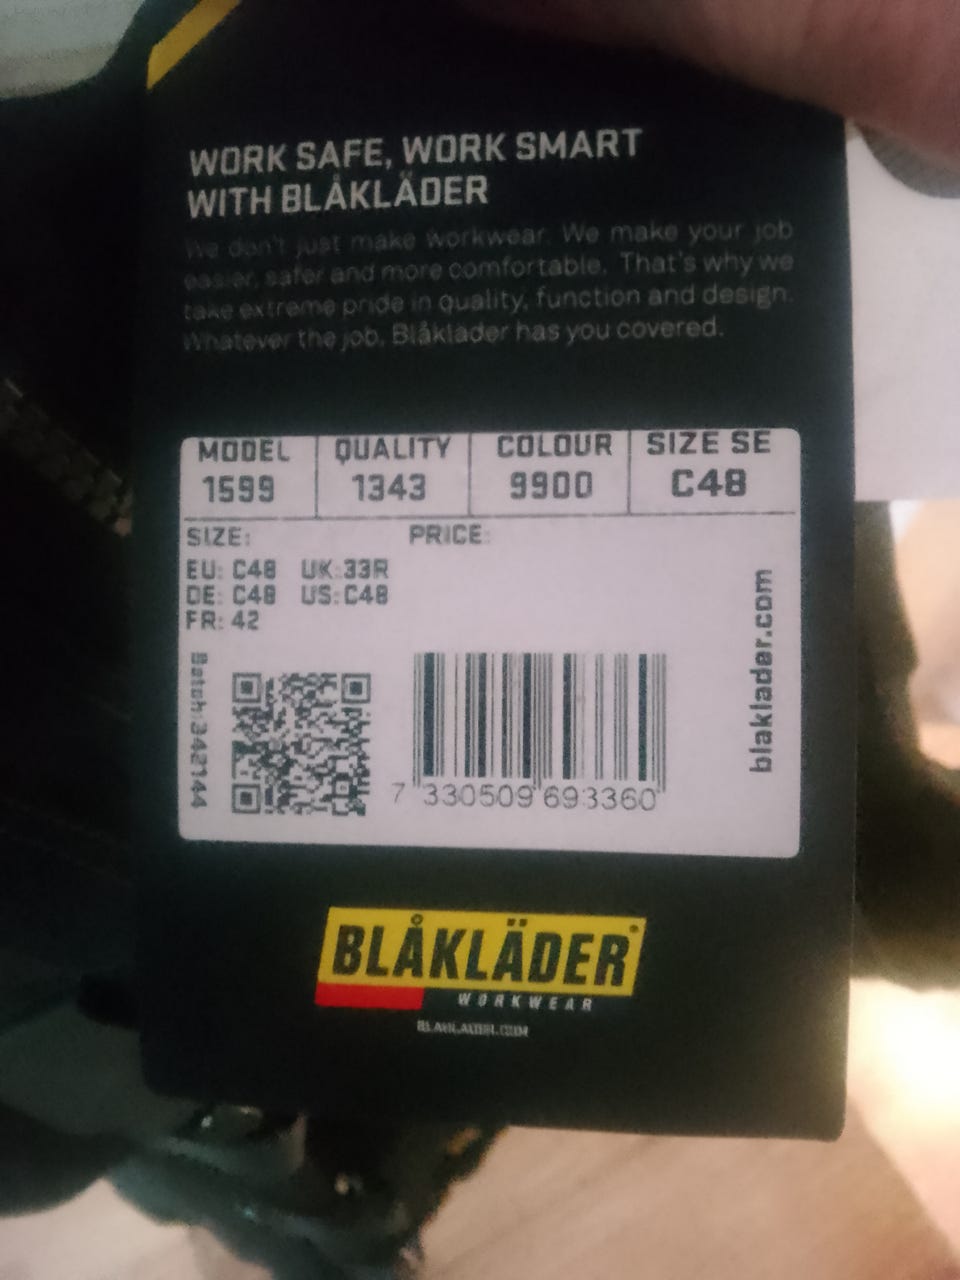 WORK SAFE, WORK SMART
WITH BLÅKLÄDER
We don't just make workwear. We make your job
easier, safer and more comfortable. That's why we
take extreme pride in quality, function and design.
Whatever the job, Blåkläder has you covered.
MODEL QUALITY COLOUR SIZE SE
1599 1343 9900 C48
SIZE: PRICE:
EU: C48 UK:33R
DE: C48 US:C48
FR: 42
Batch:342144
blaklader.com
7 330509 693360
BLÅKLÄDER®
WORKWEAR
BLAKLADER.COM